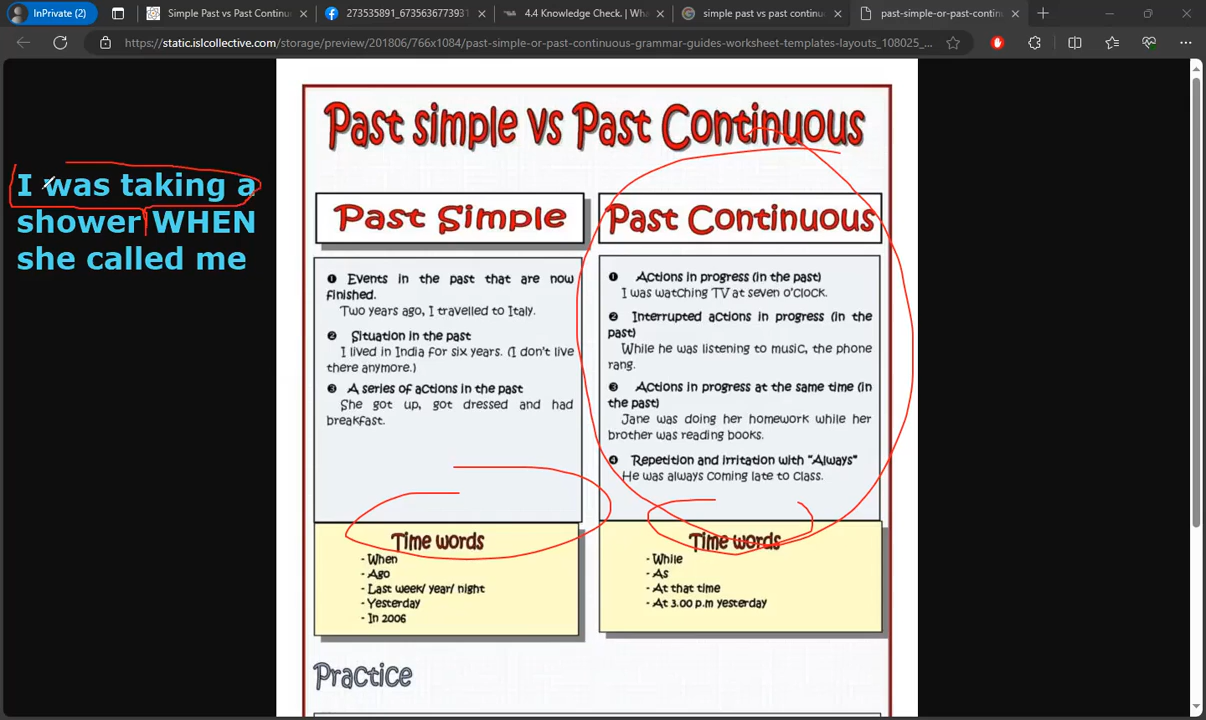 InPrivate (2)
Simple Past vs Past Continu
273535891_6735636773931
4.4 Knowledge Check. | Wha
simple past vs past continuou
past-simple-or-past-contin
https://static.islcollective.com/storage/preview/201806/766x1084/past-simple-or-past-continuous-grammar-guides-worksheet-templates-layouts_108025_...
I was taking a
shower WHEN
she called me
Past simple vs Past Continuous
Past Simple
❶ Events in the past that are now
finished.
Two years ago, I travelled to Italy.
❷ Situation in the past
I lived in India for six years. (I don't live
there anymore.)
❸ A series of actions in the past
She got up, got dressed and had
breakfast.
Time words
- When
- Ago
- Last week/ year/ night
- Yesterday
- In 2006
Past Continuous
❶ Actions in progress (in the past)
I was watching TV at seven o'clock.
❷ Interrupted actions in progress (in the
past)
While he was listening to music, the phone
rang.
❸ Actions in progress at the same time (in
the past)
Jane was doing her homework while her
brother was reading books.
❹ Repetition and irritation with "Always"
He was always coming late to class.
Time words
- While
- As
- At that time
- At 3.00 p.m yesterday
Practice